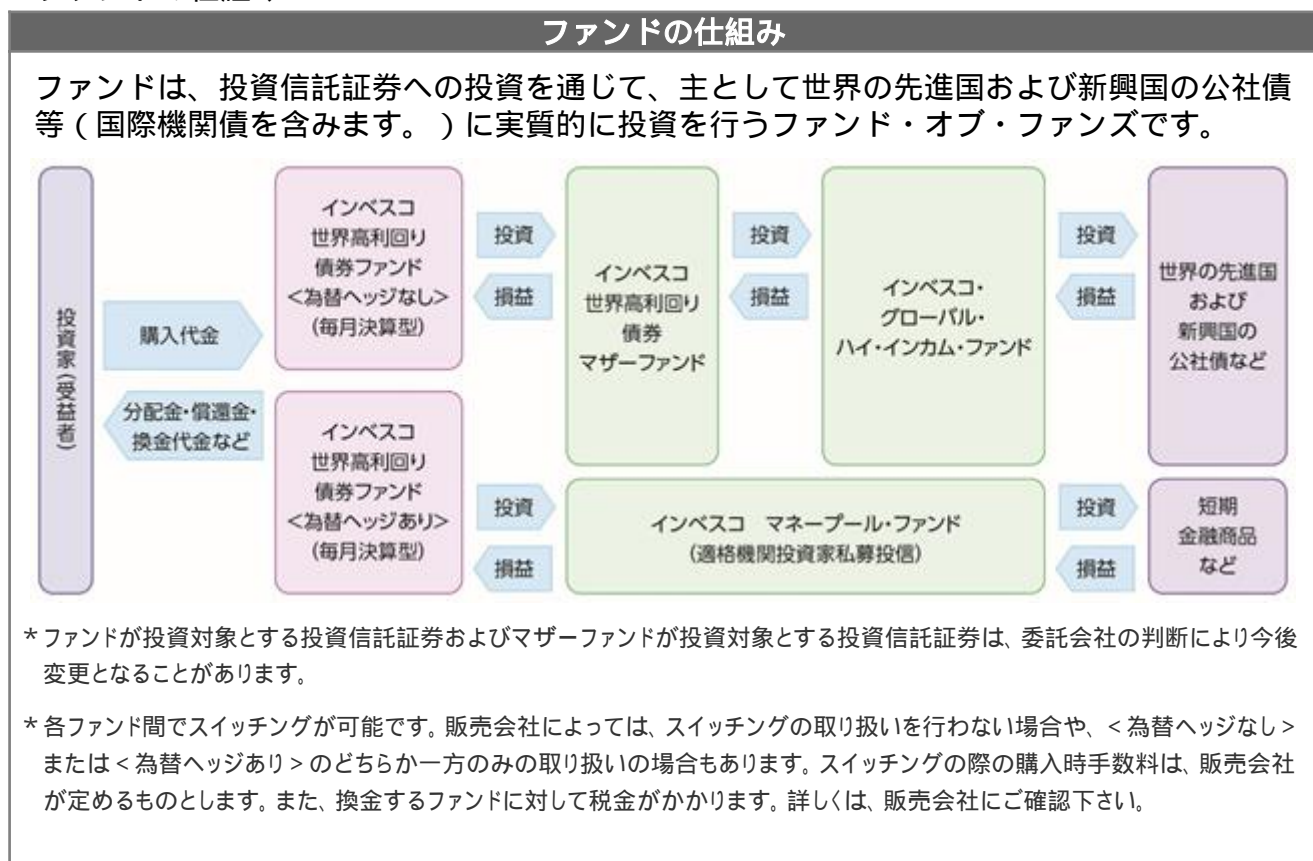 ファンドの仕組み
ファンドは、投資信託証券への投資を通じて、主として世界の先進国および新興国の公社債
等（国際機関債を含みます。）に実質的に投資を行うファンド・オブ・ファンズです。
投資家(受益者)
購入代金
分配金・償還金・
換金代金など
インベスコ
世界高利回り
債券ファンド
<為替ヘッジなし>
(毎月決算型)
投資
損益
インベスコ
世界高利回り
債券
マザーファンド
投資
損益
インベスコ・
グローバル・
ハイ・インカム・ファンド
投資
損益
世界の先進国
および
新興国の
公社債など
インベスコ
世界高利回り
債券ファンド
<為替ヘッジあり>
(毎月決算型)
投資
損益
インベスコ　マネープール・ファンド
(適格機関投資家私募投信)
投資
損益
短期
金融商品
など
*ファンドが投資対象とする投資信託証券およびマザーファンドが投資対象とする投資信託証券は、委託会社の判断により今後
変更となることがあります。
*各ファンド間でスイッチングが可能です。販売会社によっては、スイッチングの取り扱いを行わない場合や、<為替ヘッジなし>
または<為替ヘッジあり>のどちらか一方のみの取り扱いの場合もあります。スイッチングの際の購入時手数料は、販売会社
が定めるものとします。また、換金するファンドに対して税金がかかります。詳しくは、販売会社にご確認下さい。